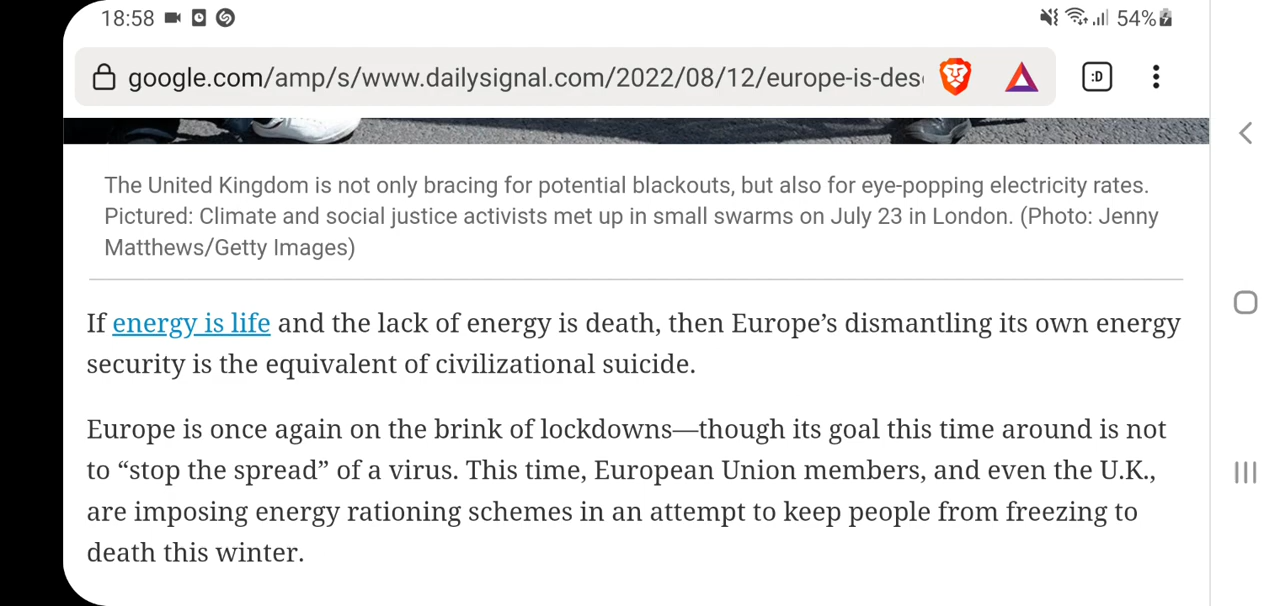 18:58 54%
google.com/amp/s/www.dailysignal.com/2022/08/12/europe-is-des :D
The United Kingdom is not only bracing for potential blackouts, but also for eye-popping electricity rates.
Pictured: Climate and social justice activists met up in small swarms on July 23 in London. (Photo: Jenny
Matthews/Getty Images)
If energy is life and the lack of energy is death, then Europe’s dismantling its own energy
security is the equivalent of civilizational suicide.
Europe is once again on the brink of lockdowns—though its goal this time around is not
to “stop the spread” of a virus. This time, European Union members, and even the U.K.,
are imposing energy rationing schemes in an attempt to keep people from freezing to
death this winter.